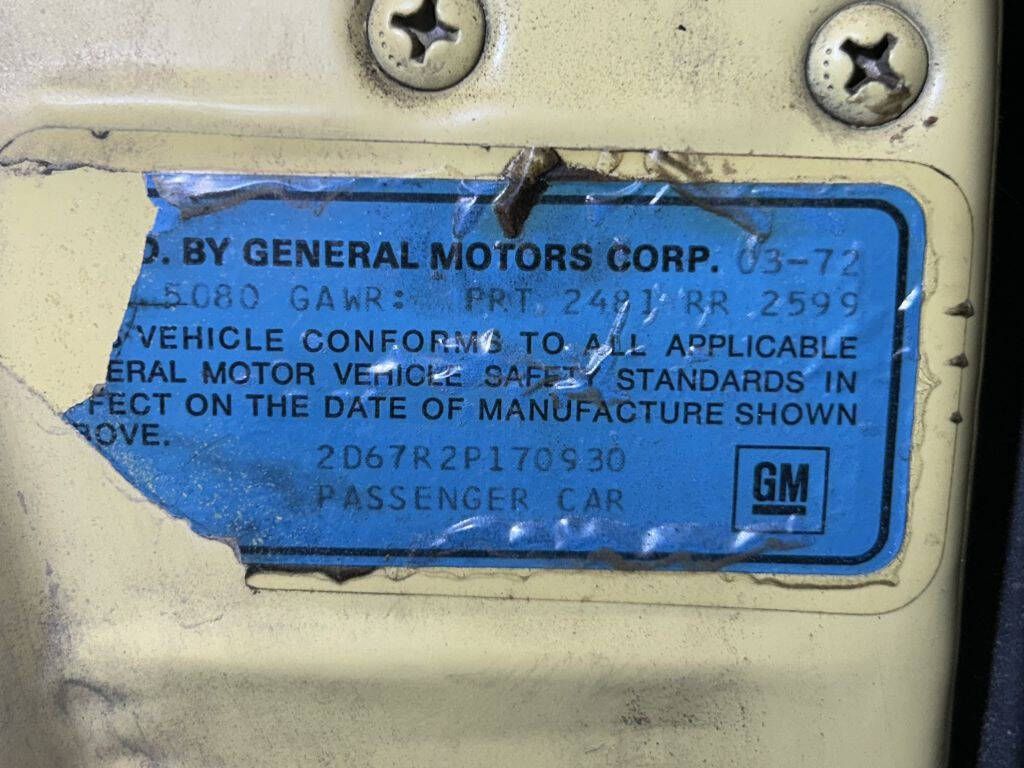 D. BY GENERAL MOTORS CORP. 03-72
5080 GAWR: FRT 2481 RR 2599
VEHICLE CONFORMS TO ALL APPLICABLE
ERAL MOTOR VEHICLE SAFETY STANDARDS IN
FECT ON THE DATE OF MANUFACTURE SHOWN
OVE.
2D67R2P170930
PASSENGER CAR
GM